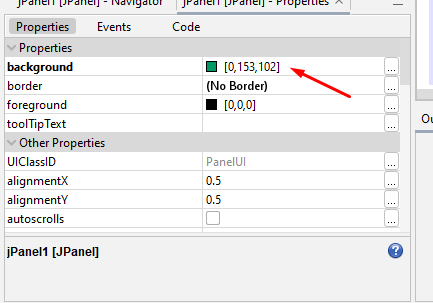 jPanel1 [JPanel] - Navigator jPanel1 [JPanel] - Properties ×
Properties Events Code
Properties
background [0,153,102] ...
border (No Border) ...
foreground [0,0,0] ...
toolTipText ...
Other Properties
UIClassID PanelUI ...
alignmentX 0.5 ...
alignmentY 0.5 ...
autoscrolls ...
jPanel1 [JPanel] ?